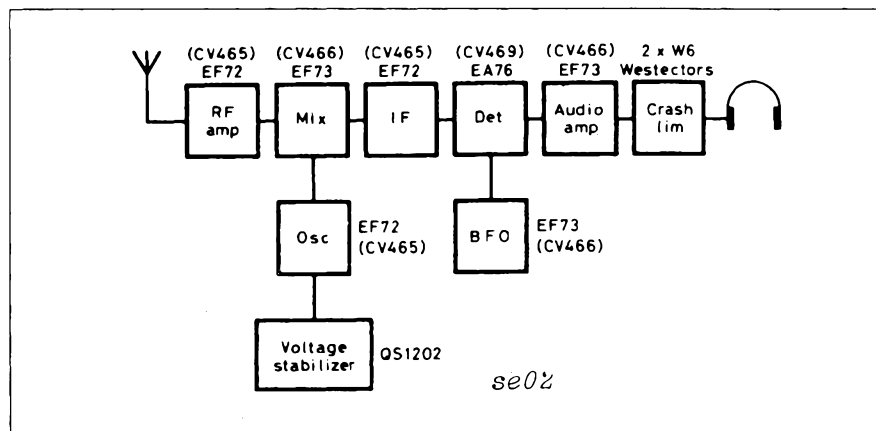 (CV465) (CV466) (CV465) (CV469) (CV466) 2 x W6
EF72 EF73 EF72 EA76 EF73 Westectors
RF amp
Mix
IF
Det
Audio amp
Crash lim
Osc
EF72
(CV465)
BFO
EF73
(CV466)
Voltage
stabilizer
QS1202